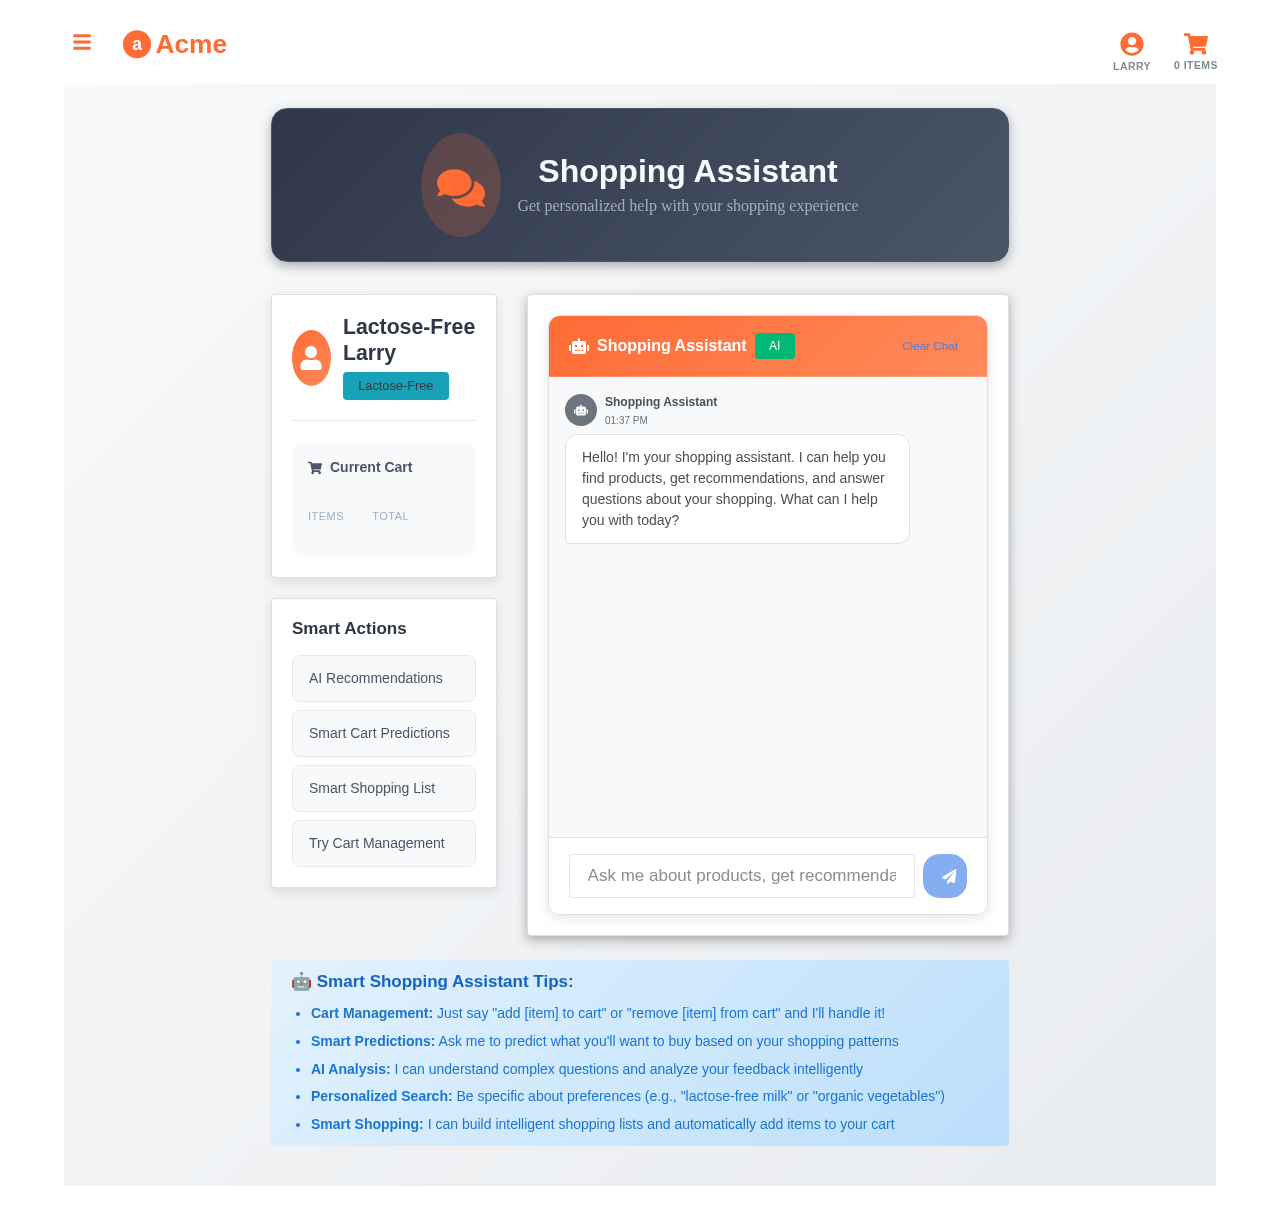 a Acme
LARRY
0 ITEMS
Shopping Assistant
Get personalized help with your shopping experience
Lactose-Free
Larry
Lactose-Free
Current Cart
ITEMS TOTAL
Smart Actions
AI Recommendations
Smart Cart Predictions
Smart Shopping List
Try Cart Management
Shopping Assistant AI Clear Chat
Shopping Assistant
01:37 PM
Hello! I'm your shopping assistant. I can help you
find products, get recommendations, and answer
questions about your shopping. What can I help
you with today?
Ask me about products, get recommenda
🤖 Smart Shopping Assistant Tips:
• Cart Management: Just say "add [item] to cart" or "remove [item] from cart" and I'll handle it!
• Smart Predictions: Ask me to predict what you'll want to buy based on your shopping patterns
• AI Analysis: I can understand complex questions and analyze your feedback intelligently
• Personalized Search: Be specific about preferences (e.g., "lactose-free milk" or "organic vegetables")
• Smart Shopping: I can build intelligent shopping lists and automatically add items to your cart